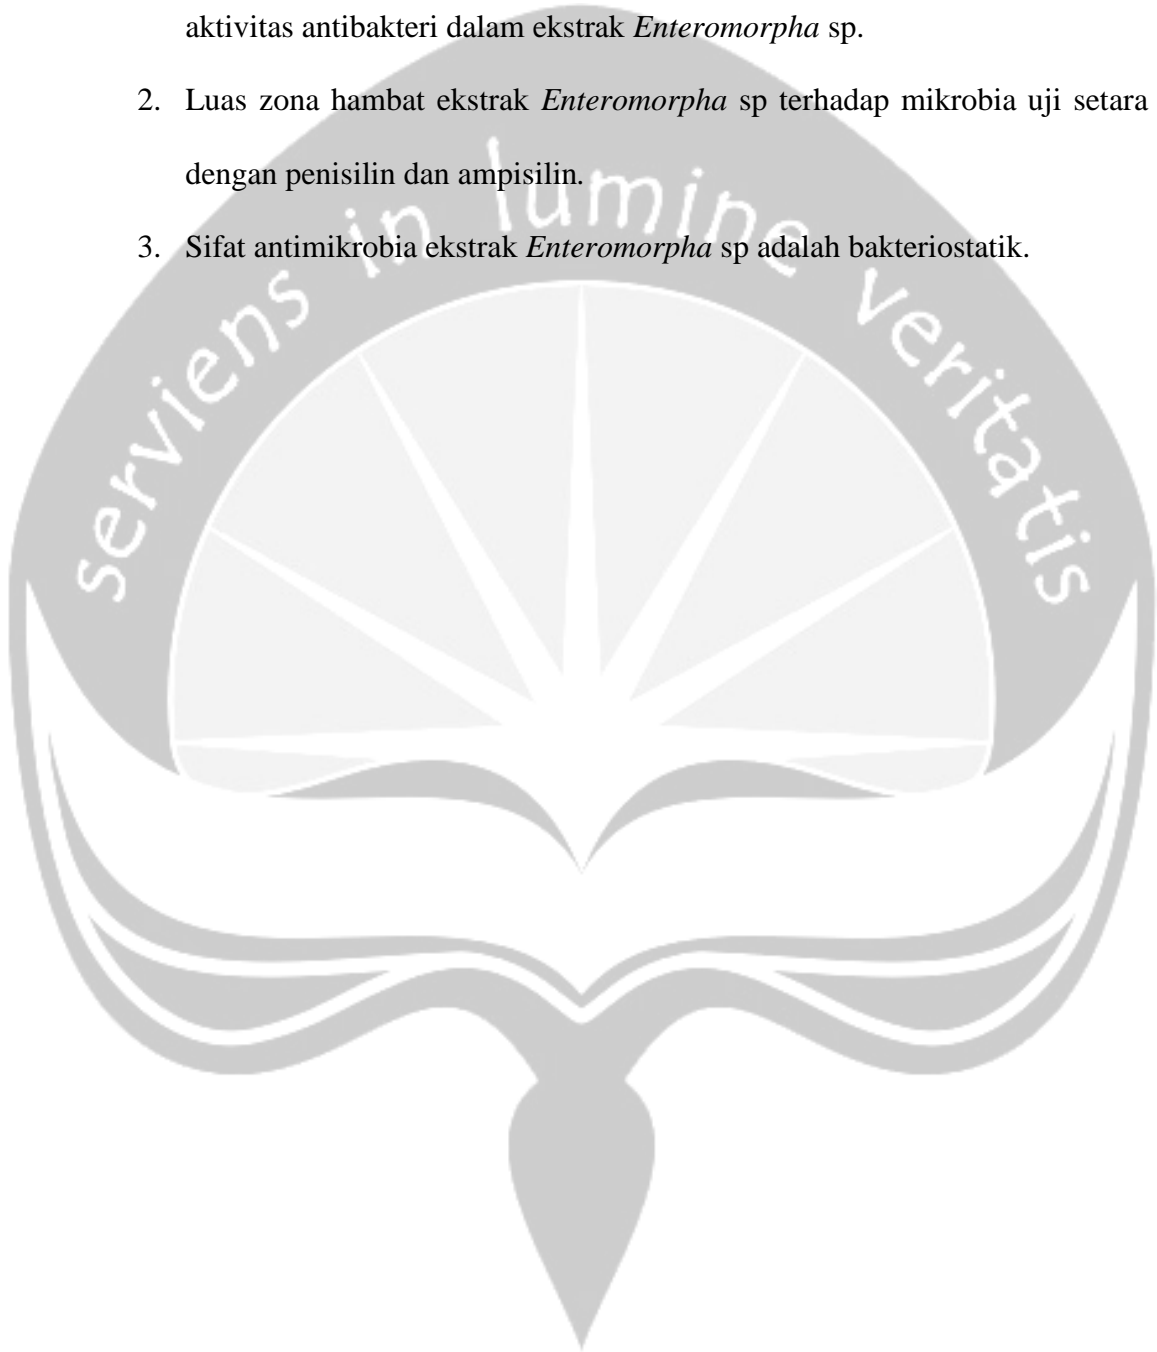 aktivitas antibakteri dalam ekstrak Enteromorpha sp.
2. Luas zona hambat ekstrak Enteromorpha sp terhadap mikrobia uji setara
dengan penisilin dan ampisilin.
3. Sifat antimikrobia ekstrak Enteromorpha sp adalah bakteriostatik.
serviens in lumine veritatis